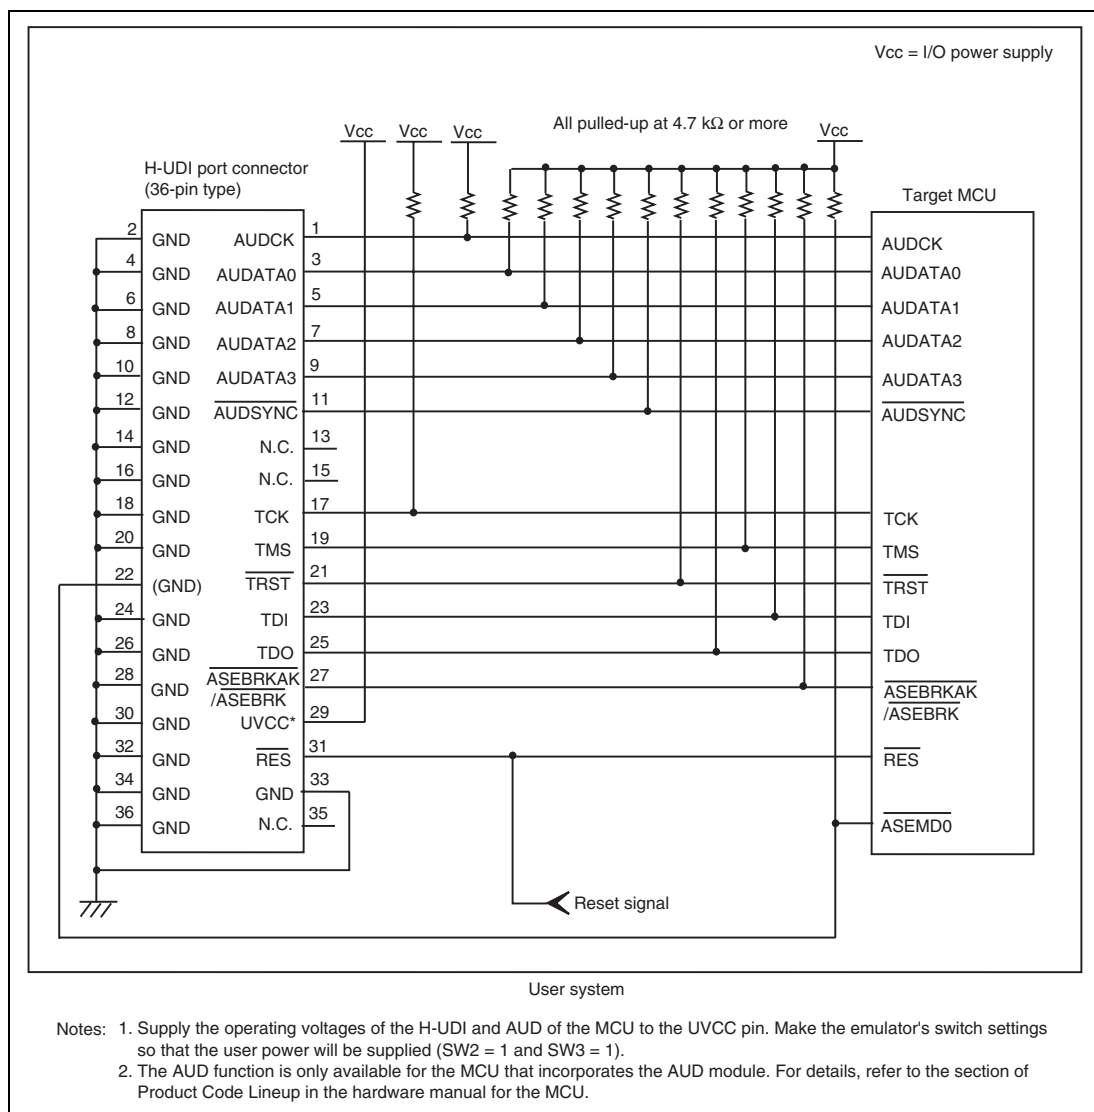 Vcc = I/O power supply
All pulled-up at 4.7 kΩ or more
Vcc Vcc Vcc Vcc
H-UDI port connector
(36-pin type)
Target MCU
2 GND AUDCK 1 AUDCK
4 GND AUDATA0 3 AUDATA0
6 GND AUDATA1 5 AUDATA1
8 GND AUDATA2 7 AUDATA2
10 GND AUDATA3 9 AUDATA3
12 GND AUDSYNC 11 AUDSYNC
14 GND N.C. 13
16 GND N.C. 15
18 GND TCK 17 TCK
20 GND TMS 19 TMS
22 (GND) TRST 21 TRST
24 GND TDI 23 TDI
26 GND TDO 25 TDO
28 GND ASEBRKAK 27 ASEBRKAK
/ASEBRK /ASEBRK
30 GND UVCC* 29
32 GND RES 31 RES
34 GND GND 33
36 GND N.C. 35 ASEMD0
Reset signal
User system
Notes: 1. Supply the operating voltages of the H-UDI and AUD of the MCU to the UVCC pin. Make the emulator's switch settings
so that the user power will be supplied (SW2 = 1 and SW3 = 1).
2. The AUD function is only available for the MCU that incorporates the AUD module. For details, refer to the section of
Product Code Lineup in the hardware manual for the MCU.